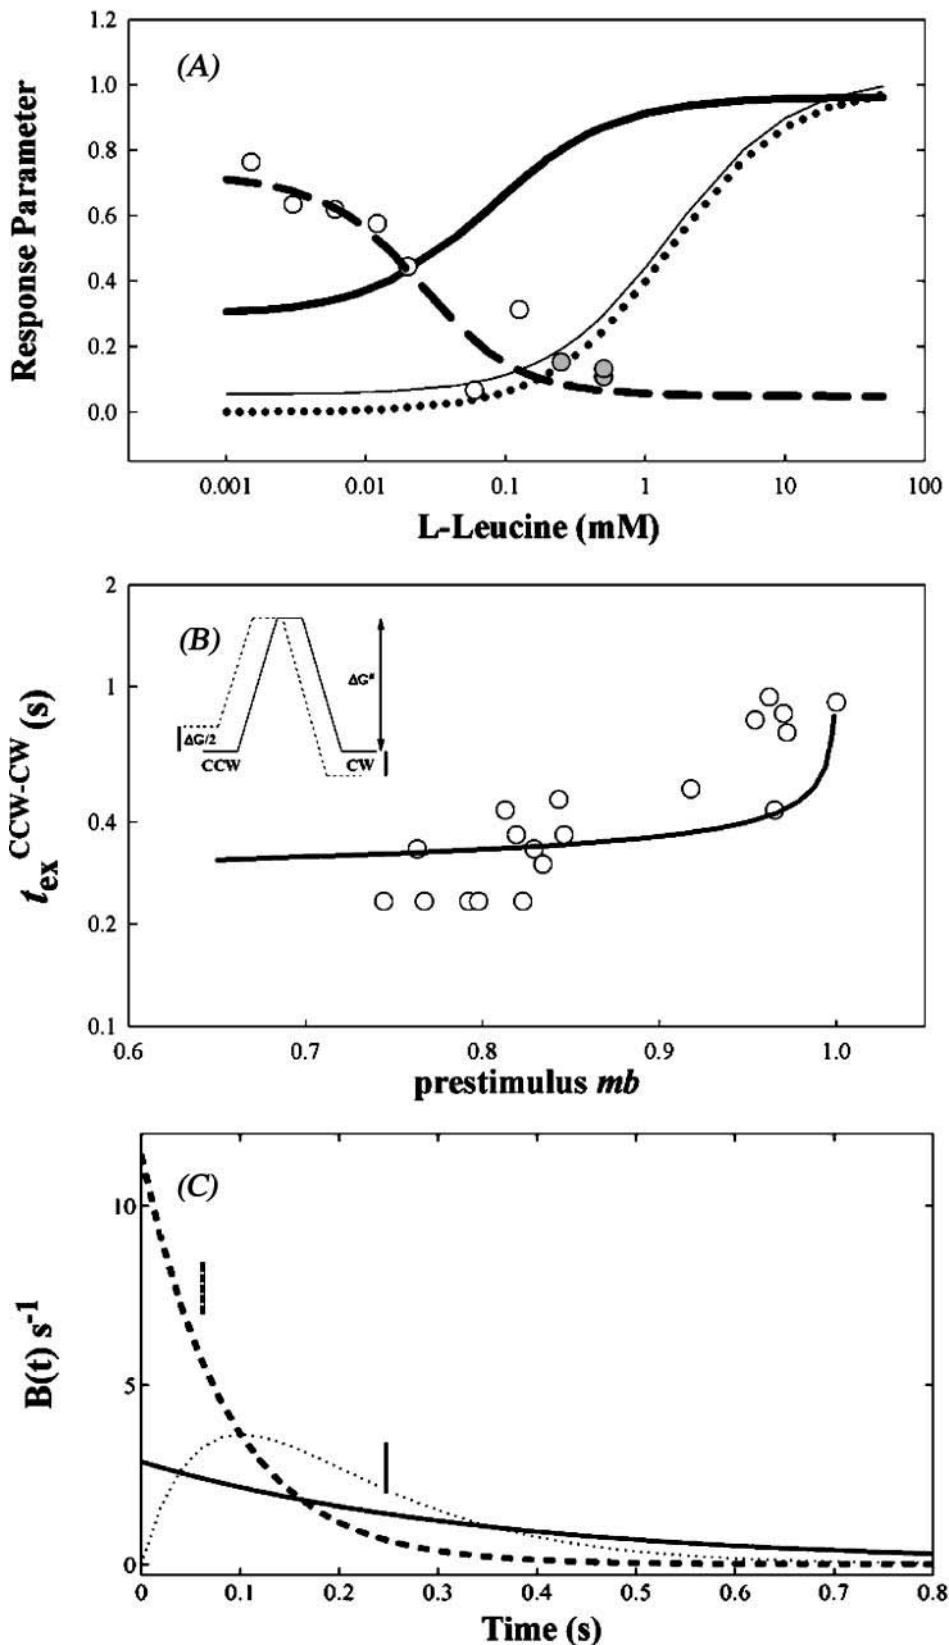 (A)
Response Parameter
1.2
1.0
0.8
0.6
0.4
0.2
0.0
0.001 0.01 0.1 1 10 100
L-Leucine (mM)
(B)
t_ex^CCW-CW (s)
2
1
0.4
0.2
0.1
ΔG/2
CCW
ΔG#
CW
0.6 0.7 0.8 0.9 1.0
prestimulus mb
(C)
B(t) s-1
10
5
0
0 0.1 0.2 0.3 0.4 0.5 0.6 0.7 0.8
Time (s)